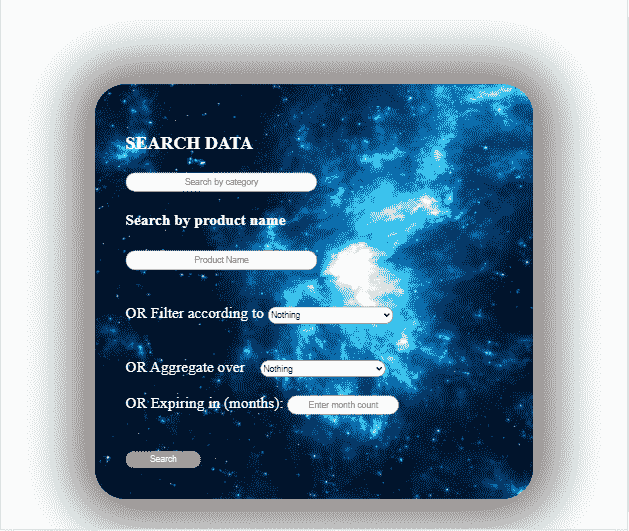 SEARCH DATA
Search by category
Search by product name
Product Name
OR Filter according to Nothing
OR Aggregate over Nothing
OR Expiring in (months): Enter month count
Search